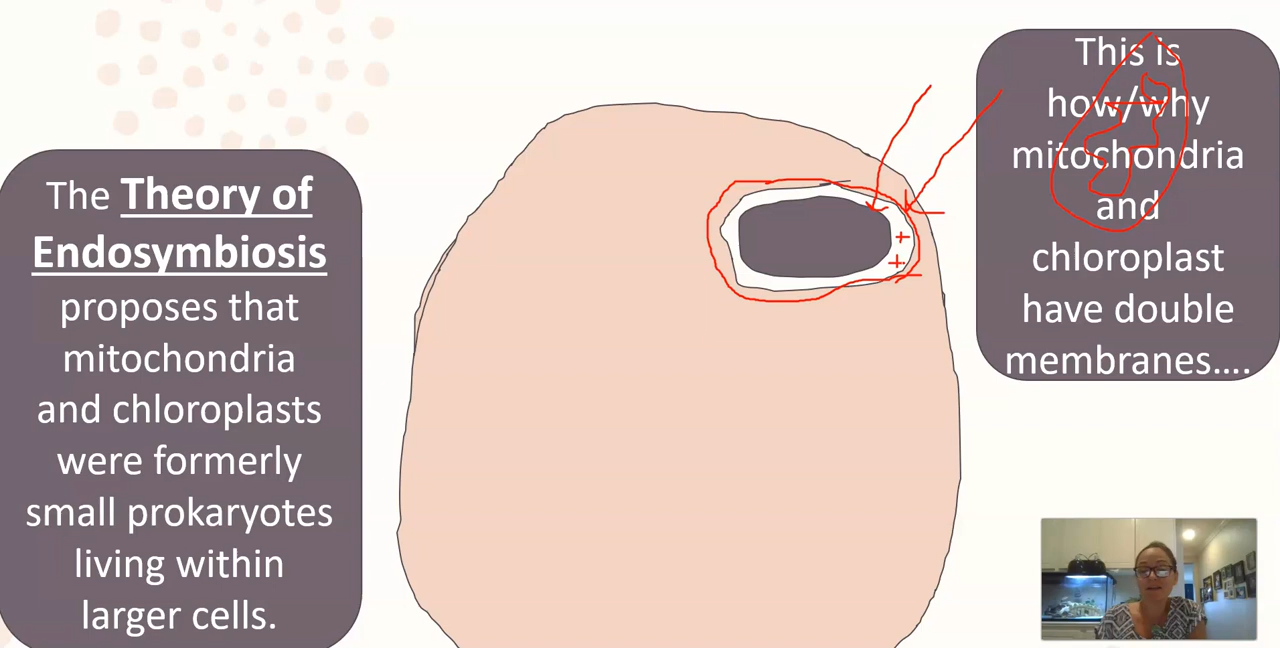 The Theory of
Endosymbiosis
proposes that
mitochondria
and chloroplasts
were formerly
small prokaryotes
living within
larger cells.
This is
how/why
mitochondria
and
chloroplast
have double
membranes....
+
+